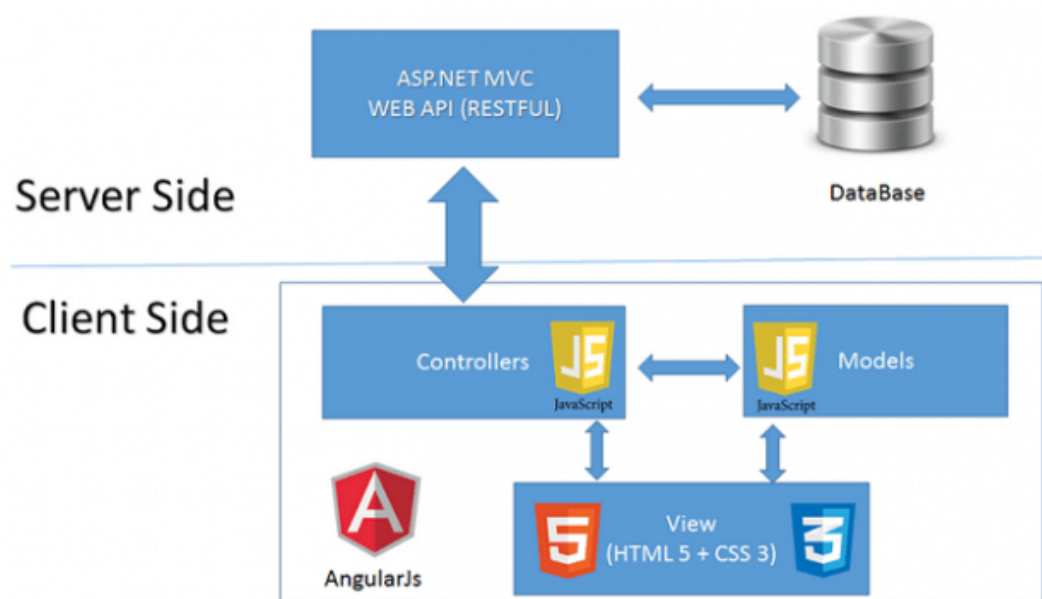 ASP.NET MVC
WEB API (RESTFUL)
DataBase
Server Side
Client Side
Controllers
JS
JavaScript
JS
JavaScript
Models
A
AngularJs
5
View
(HTML 5 + CSS 3)
3